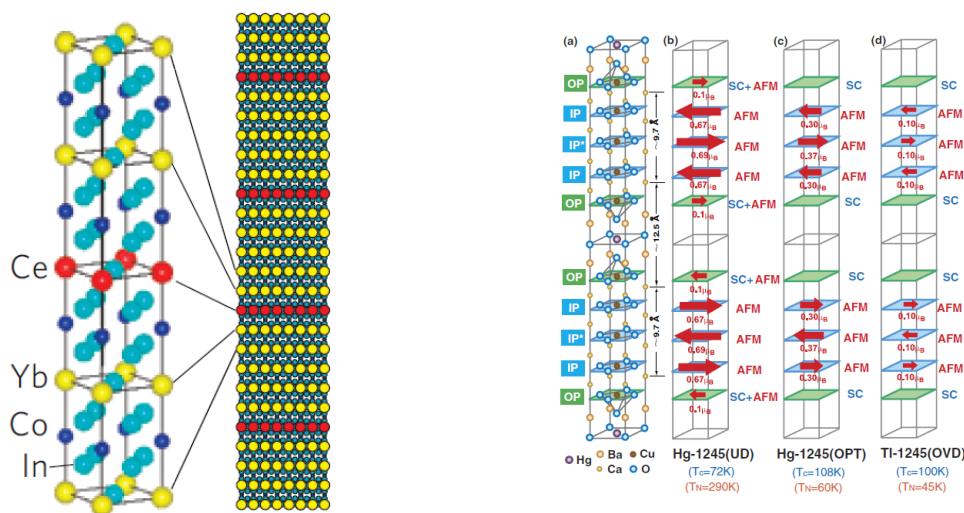 Ce
Yb
Co
In
(a) (b) (c) (d)
OP 0.1μB SC+AFM SC SC
IP 0.67μB AFM 0.30μB AFM 0.10μB AFM
IP* 0.69μB AFM 0.37μB AFM 0.10μB AFM
IP 0.67μB AFM 0.30μB AFM 0.10μB AFM
OP 0.1μB SC+AFM SC SC
~9.7 Å
~12.5 Å
OP 0.1μB SC+AFM SC SC
IP 0.67μB AFM 0.30μB AFM 0.10μB AFM
IP* 0.69μB AFM 0.37μB AFM 0.10μB AFM
IP 0.67μB AFM 0.30μB AFM 0.10μB AFM
OP 0.1μB SC+AFM SC SC
9.7 Å
Hg Ba Cu
Ca O
Hg-1245(UD) Hg-1245(OPT) Tl-1245(OVD)
(Tc=72K) (Tc=108K) (Tc=100K)
(TN=290K) (TN=60K) (TN=45K)